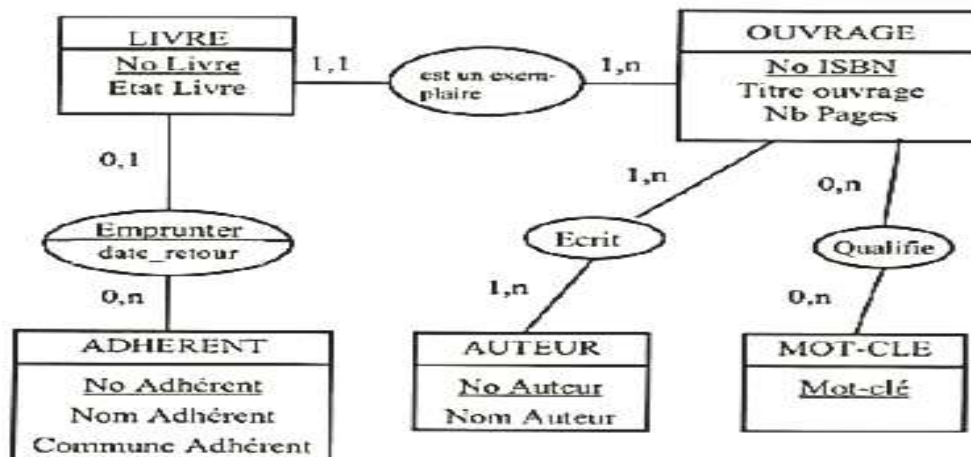 LIVRE
No Livre
Etat Livre
1,1
est un exem-
plaire
1,n
OUVRAGE
No ISBN
Titre ouvrage
Nb Pages
0,1
Emprunter
date_retour
0,n
1,n
Ecrit
1,n
0,n
Qualifie
0,n
ADHERENT
No Adhérent
Nom Adhérent
Commune Adhérent
AUTEUR
No Auteur
Nom Auteur
MOT-CLE
Mot-clé